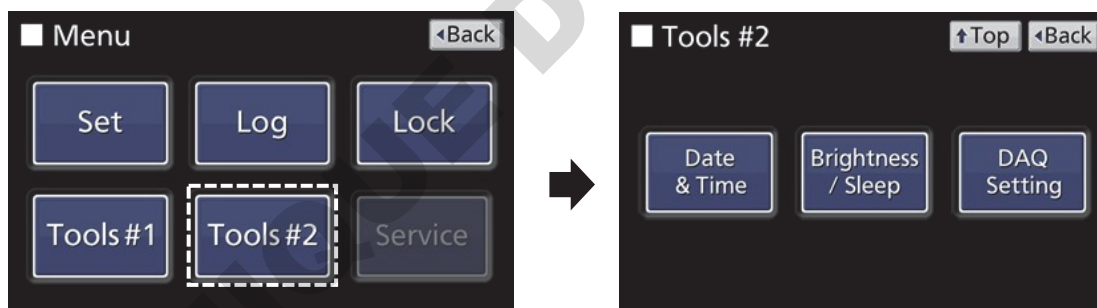 Menu
◂Back
Set
Log
Lock
Tools #1
Tools #2
Service
Tools #2
↑Top
◂Back
Date
& Time
Brightness
/ Sleep
DAQ
Setting